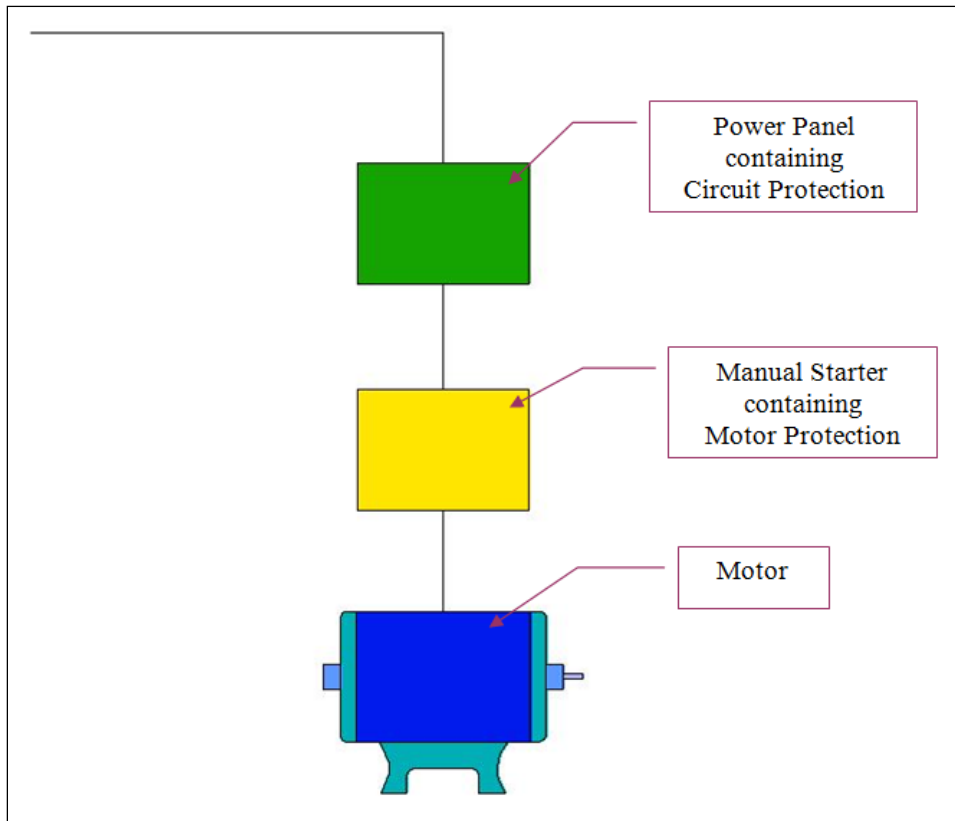 Power Panel
containing
Circuit Protection
Manual Starter
containing
Motor Protection
Motor